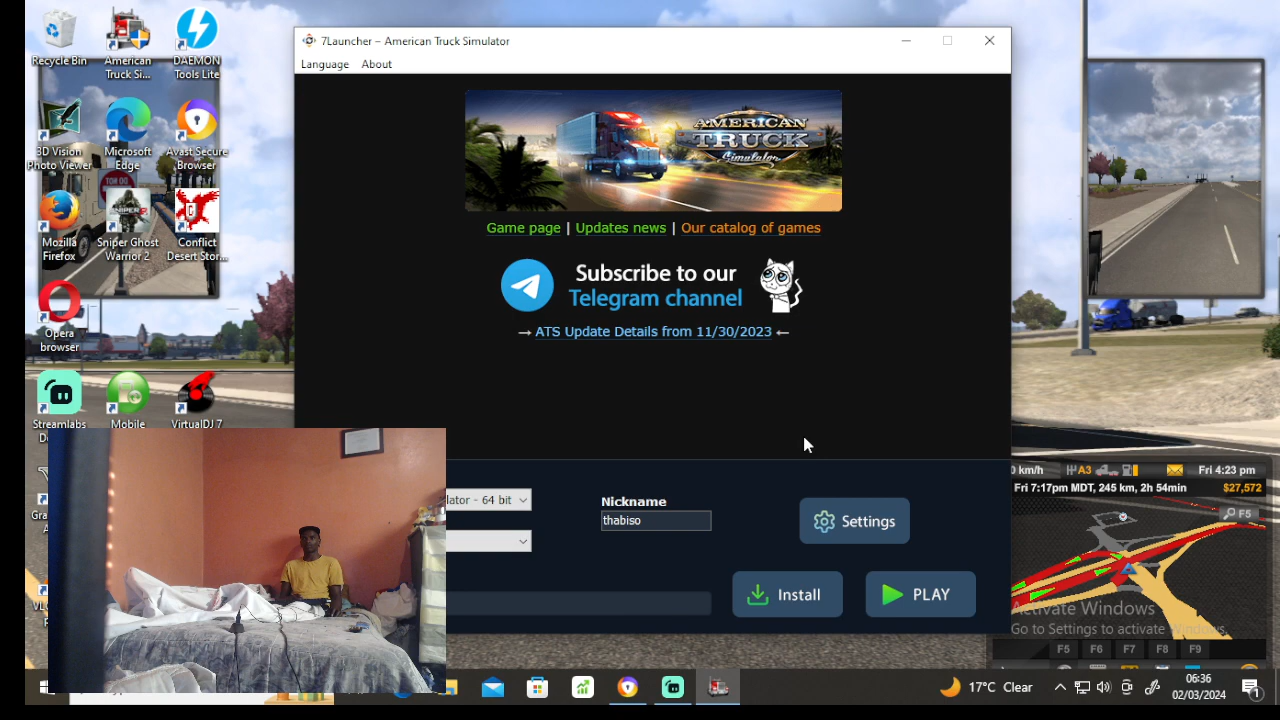 Recycle Bin
American
Truck Si...
DAEMON
Tools Lite
3D Vision
Photo Viewer
Microsoft
Edge
Avast Secure
Browser
Mozilla
Firefox
Sniper Ghost
Warrior 2
Conflict
Desert Stor...
Opera
browser
Streamlabs
Mobile
VirtualDJ 7
7Launcher – American Truck Simulator
Language About
AMERICAN
TRUCK
Simulator
Game page | Updates news | Our catalog of games
Subscribe to our
Telegram channel
→ ATS Update Details from 11/30/2023 ←
lator - 64 bit
Nickname
thabiso
Settings
Install
PLAY
0 km/h A3 Fri 4:23 pm
Fri 7:17pm MDT, 245 km, 2h 54min $27,572
F5
Activate Windows
Go to Settings to activate Windows.
F5 F6 F7 F8 F9
17°C Clear
06:36
02/03/2024
1